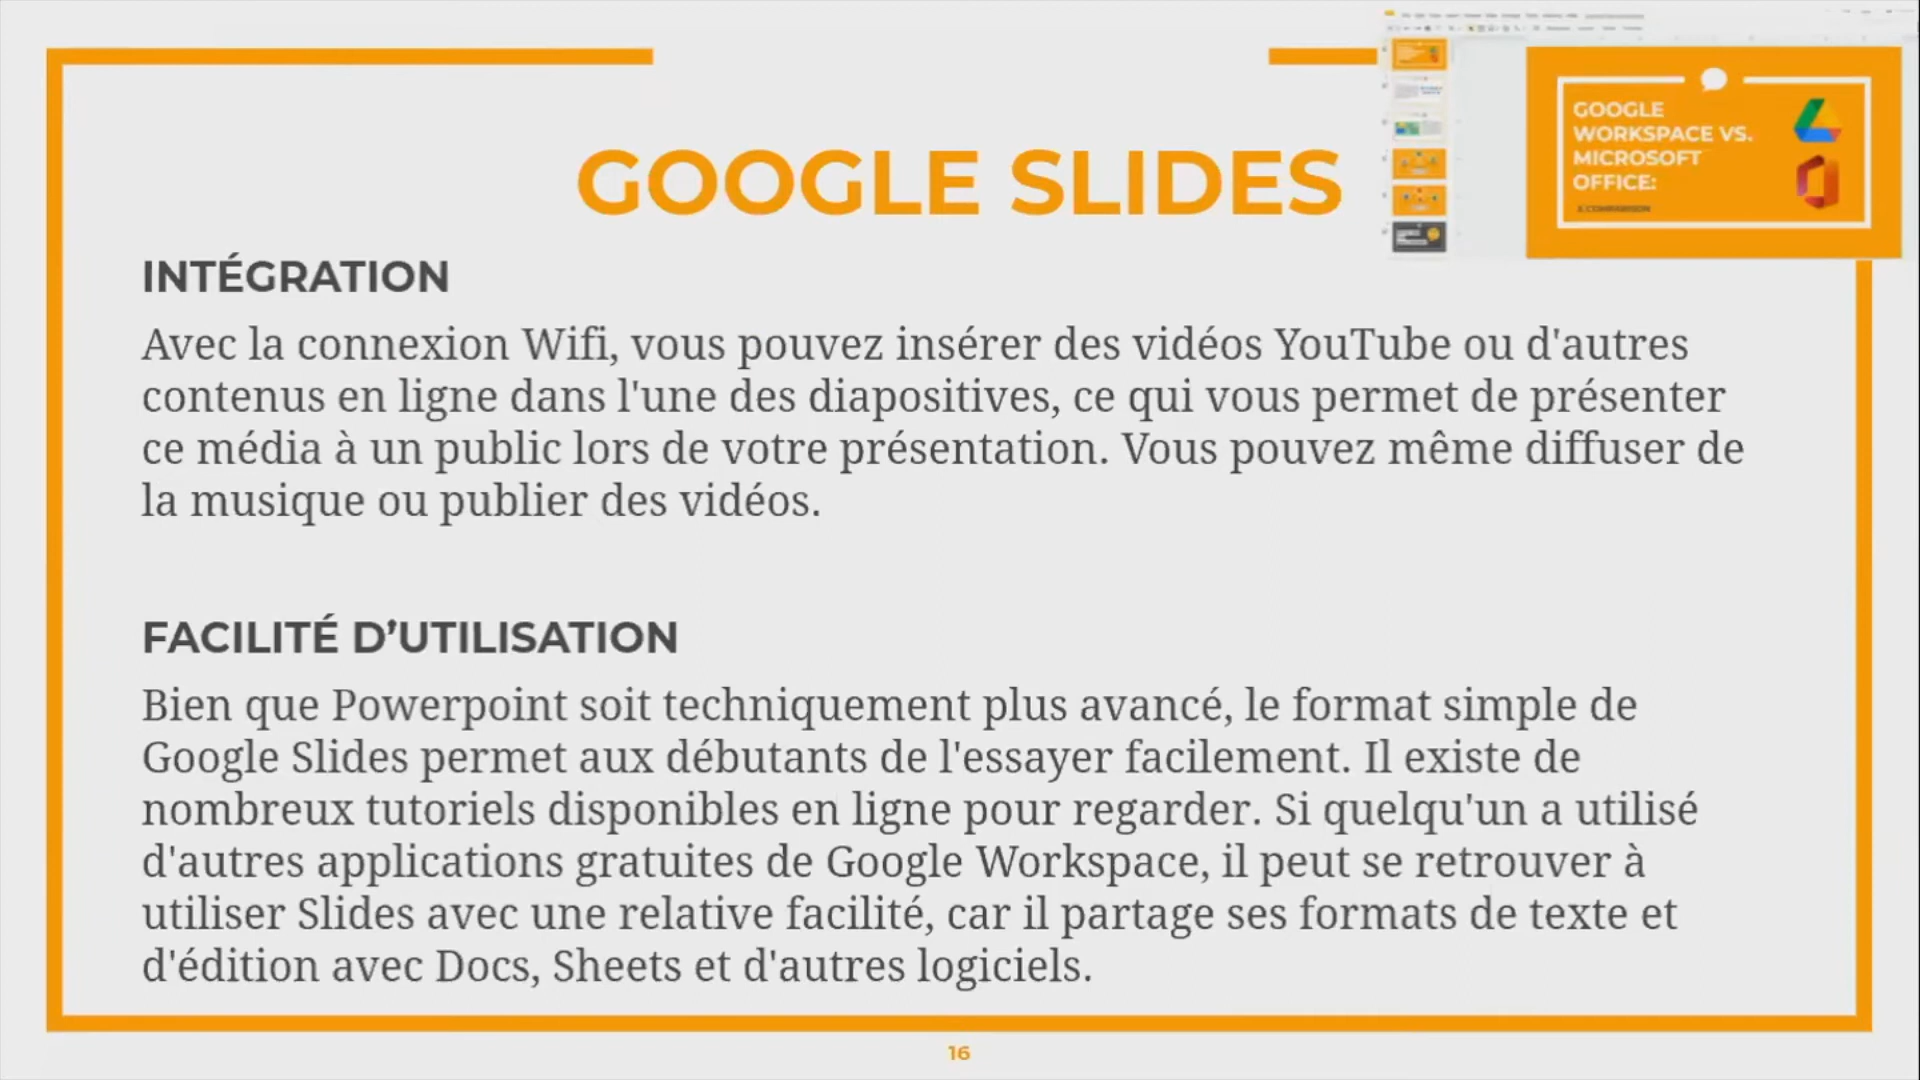 GOOGLE
WORKSPACE VS.
MICROSOFT
OFFICE:
A COMPARISON
GOOGLE SLIDES
INTÉGRATION
Avec la connexion Wifi, vous pouvez insérer des vidéos YouTube ou d'autres
contenus en ligne dans l'une des diapositives, ce qui vous permet de présenter
ce média à un public lors de votre présentation. Vous pouvez même diffuser de
la musique ou publier des vidéos.
FACILITÉ D’UTILISATION
Bien que Powerpoint soit techniquement plus avancé, le format simple de
Google Slides permet aux débutants de l'essayer facilement. Il existe de
nombreux tutoriels disponibles en ligne pour regarder. Si quelqu'un a utilisé
d'autres applications gratuites de Google Workspace, il peut se retrouver à
utiliser Slides avec une relative facilité, car il partage ses formats de texte et
d'édition avec Docs, Sheets et d'autres logiciels.
16